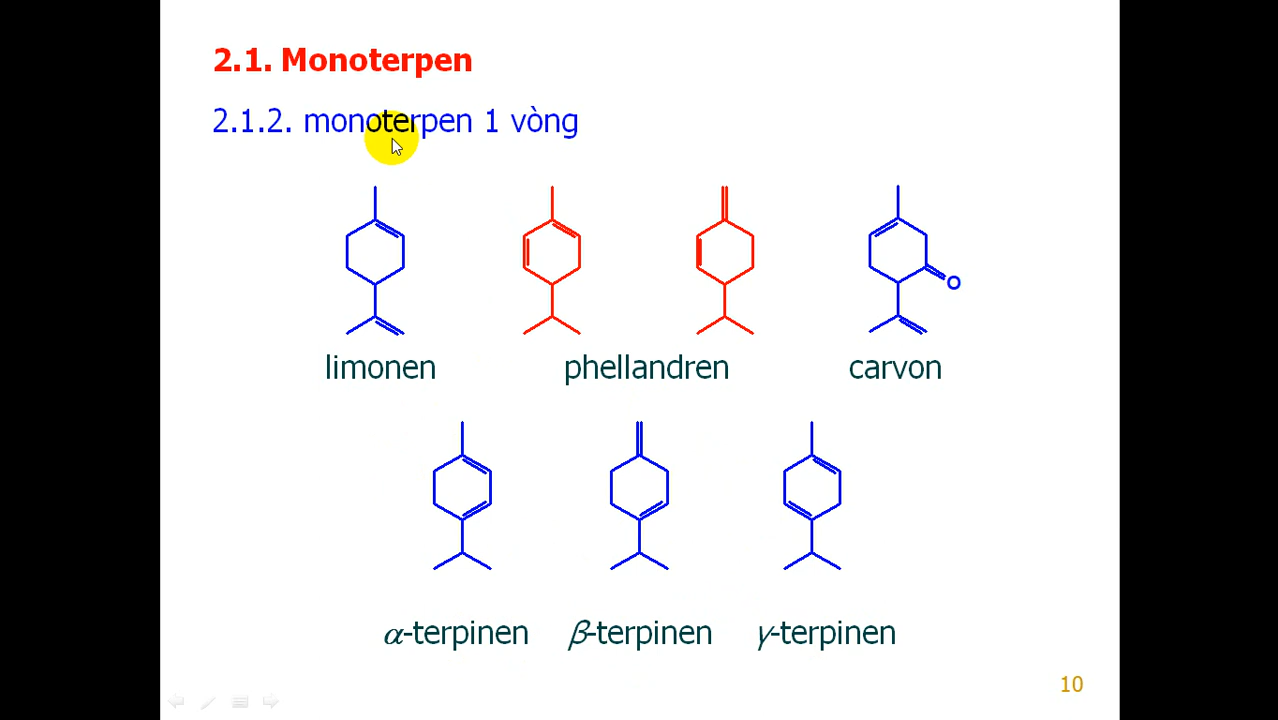 2.1. Monoterpen
2.1.2. monoterpen 1 vòng
O
limonen phellandren carvon
α-terpinen β-terpinen γ-terpinen
10